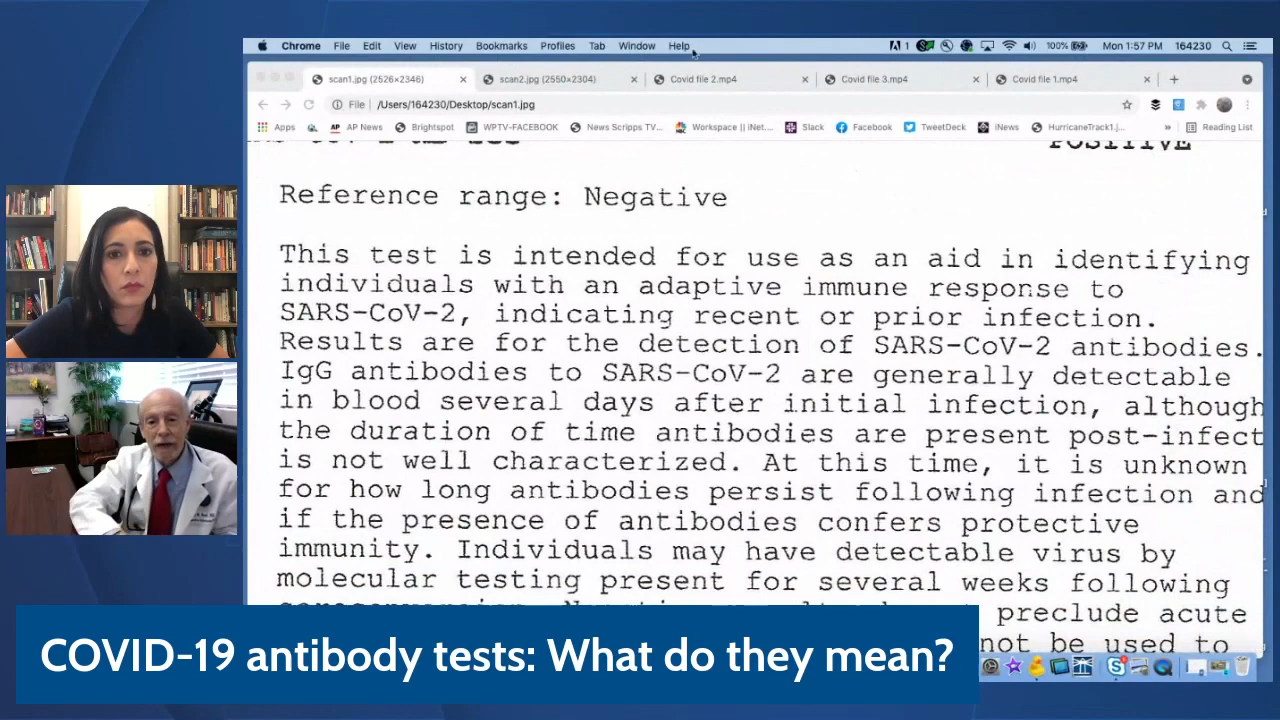 Chrome File Edit View History Bookmarks Profiles Tab Window Help 1 100% Mon 1:57 PM 164230
scan1.jpg (2526×2346) scan2.jpg (2550×2304) Covid file 2.mp4 Covid file 3.mp4 Covid file 1.mp4
File /Users/164230/Desktop/scan1.jpg
Apps AP AP News Brightspot WPTV-FACEBOOK News Scripps TV... Workspace || iNet... Slack Facebook TweetDeck iNews HurricaneTrack1.j... » Reading List
POSITIVE
Reference range: Negative
This test is intended for use as an aid in identifying
individuals with an adaptive immune response to
SARS-CoV-2, indicating recent or prior infection.
Results are for the detection of SARS-CoV-2 antibodies.
IgG antibodies to SARS-CoV-2 are generally detectable
in blood several days after initial infection, although
the duration of time antibodies are present post-infect
is not well characterized. At this time, it is unknown
for how long antibodies persist following infection and
if the presence of antibodies confers protective
immunity. Individuals may have detectable virus by
molecular testing present for several weeks following
preclude acute
not be used to
COVID-19 antibody tests: What do they mean?